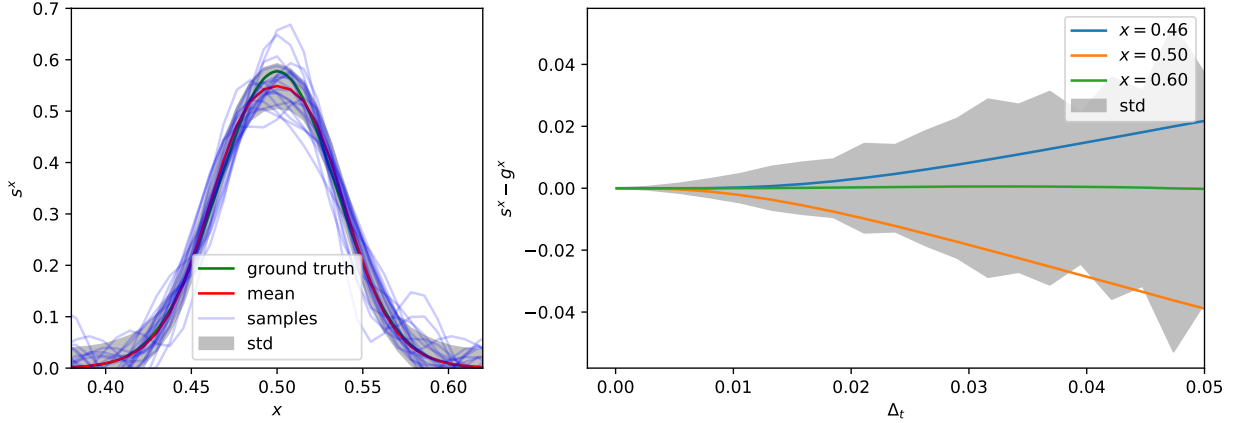 0.7
0.6
0.5
0.4
0.3
0.2
0.1
0.0
s^x
ground truth
mean
samples
std
0.40
0.45
0.50
0.55
0.60
x
0.04
0.02
0.00
−0.02
−0.04
s^x − g^x
x = 0.46
x = 0.50
x = 0.60
std
0.00
0.01
0.02
0.03
0.04
0.05
Δ_t